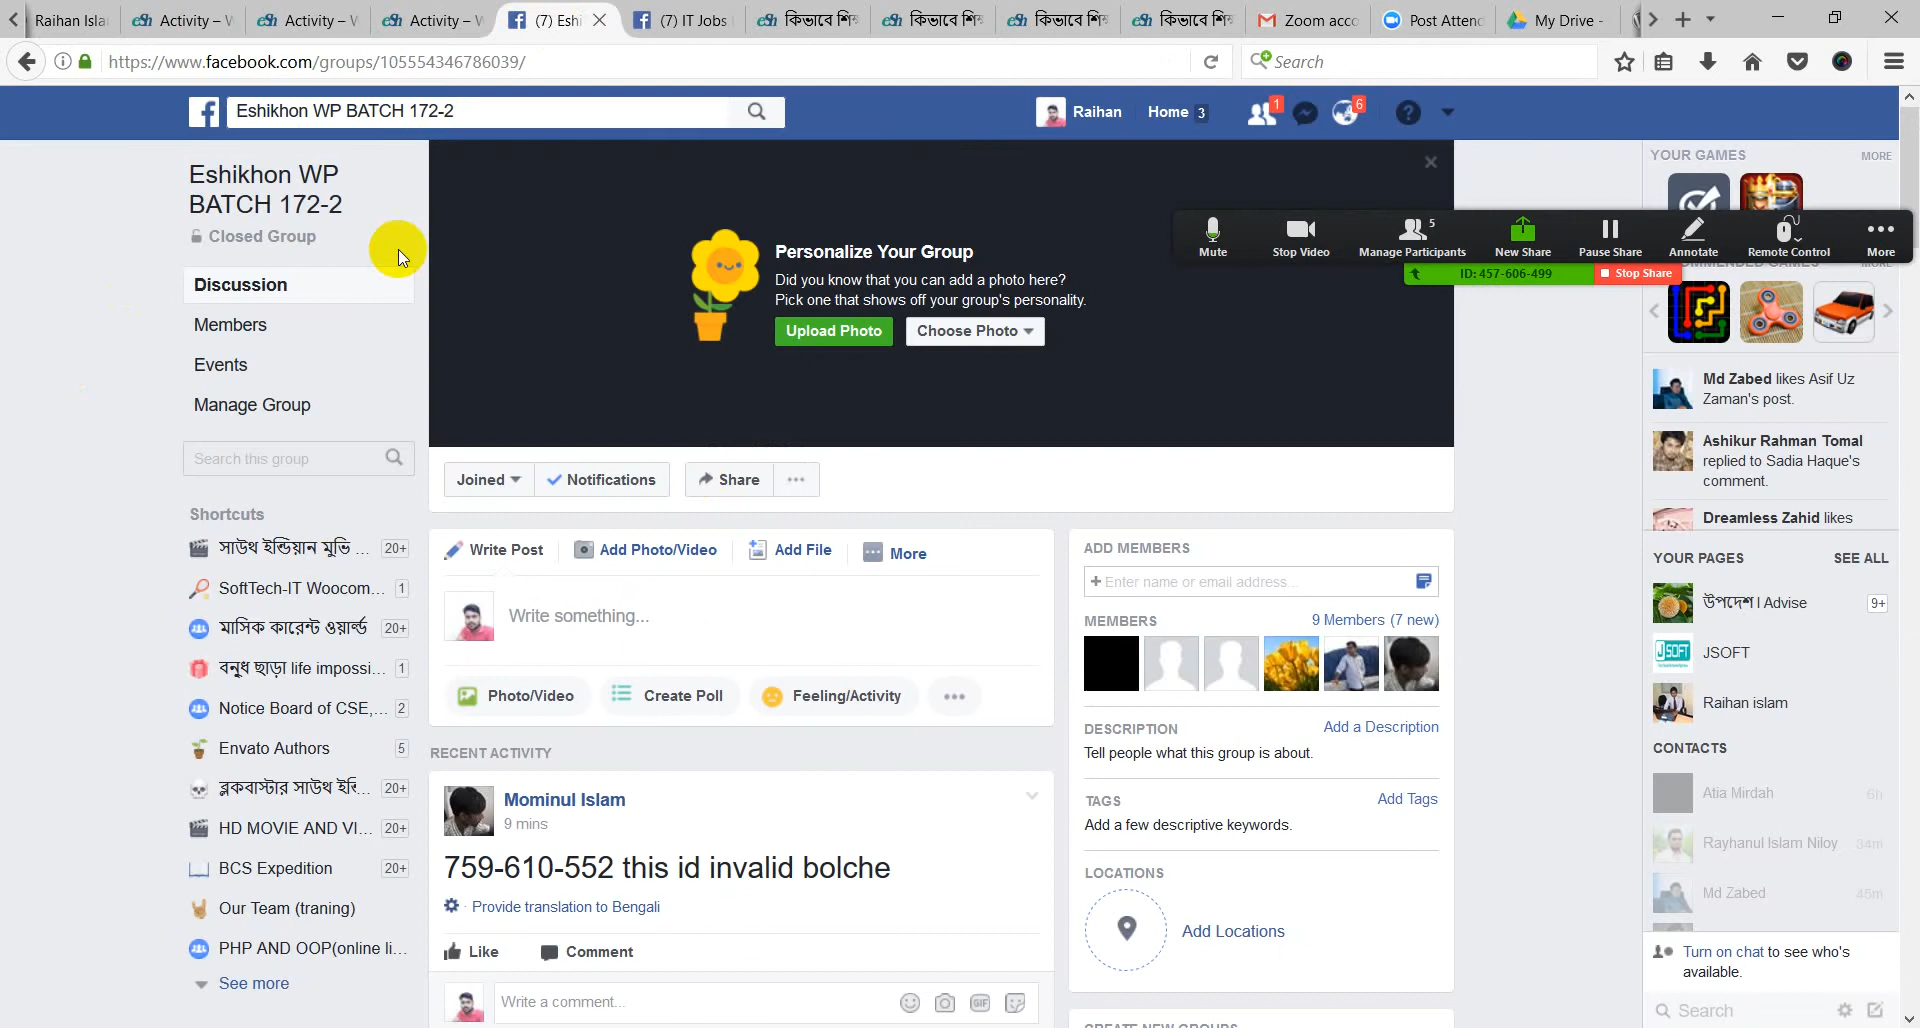 Raihan Isla
Activity – W
Activity – W
Activity – W
(7) Eshi
(7) IT Jobs
কিভাবে শিখ
কিভাবে শিখ
কিভাবে শিখ
কিভাবে শিখ
Zoom acco
Post Attend
My Drive -
https://www.facebook.com/groups/105554346786039/
Search
Eshikhon WP BATCH 172-2
Raihan
Home 3
1
6
Eshikhon WP
BATCH 172-2
Closed Group
Discussion
Members
Events
Manage Group
Search this group
Shortcuts
সাউথ ইন্ডিয়ান মুভি ... 20+
SoftTech-IT Woocom... 1
মাসিক কারেন্ট ওয়ার্ল্ড 20+
বন্ধু ছাড়া life impossi... 1
Notice Board of CSE,... 2
Envato Authors 5
ব্লকবাস্টার সাউথ ইন্ডি... 20+
HD MOVIE AND VI... 20+
BCS Expedition 20+
Our Team (traning)
PHP AND OOP(online li...
See more
Personalize Your Group
Did you know that you can add a photo here?
Pick one that shows off your group's personality.
Upload Photo
Choose Photo
Joined
Notifications
Share
Write Post
Add Photo/Video
Add File
More
Write something...
Photo/Video
Create Poll
Feeling/Activity
RECENT ACTIVITY
Mominul Islam
9 mins
759-610-552 this id invalid bolche
Provide translation to Bengali
Like
Comment
Write a comment...
GIF
ADD MEMBERS
+ Enter name or email address...
MEMBERS
9 Members (7 new)
DESCRIPTION
Add a Description
Tell people what this group is about.
TAGS
Add Tags
Add a few descriptive keywords.
LOCATIONS
Add Locations
CREATE NEW GROUPS
YOUR GAMES
MORE
Mute
Stop Video
5
Manage Participants
New Share
Pause Share
Annotate
Remote Control
More
ID: 457-606-499
Stop Share
MORE
Md Zabed likes Asif Uz
Zaman's post.
Ashikur Rahman Tomal
replied to Sadia Haque's
comment.
Dreamless Zahid likes
YOUR PAGES
SEE ALL
উপদেশ I Advise 9+
JSOFT
JSOFT
Raihan islam
CONTACTS
Atia Mirdah 6h
Rayhanul Islam Niloy 34m
Md Zabed 45m
Turn on chat to see who's
available.
Search